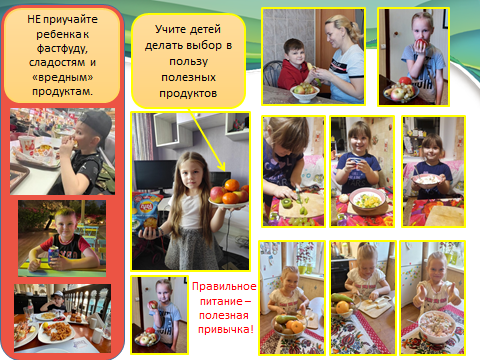 НЕ приучайте
ребенка к
фастфуду,
сладостям и
«вредным»
продуктам.
Учите детей
делать выбор в
пользу
полезных
продуктов
Правильное
питание –
полезная
привычка!